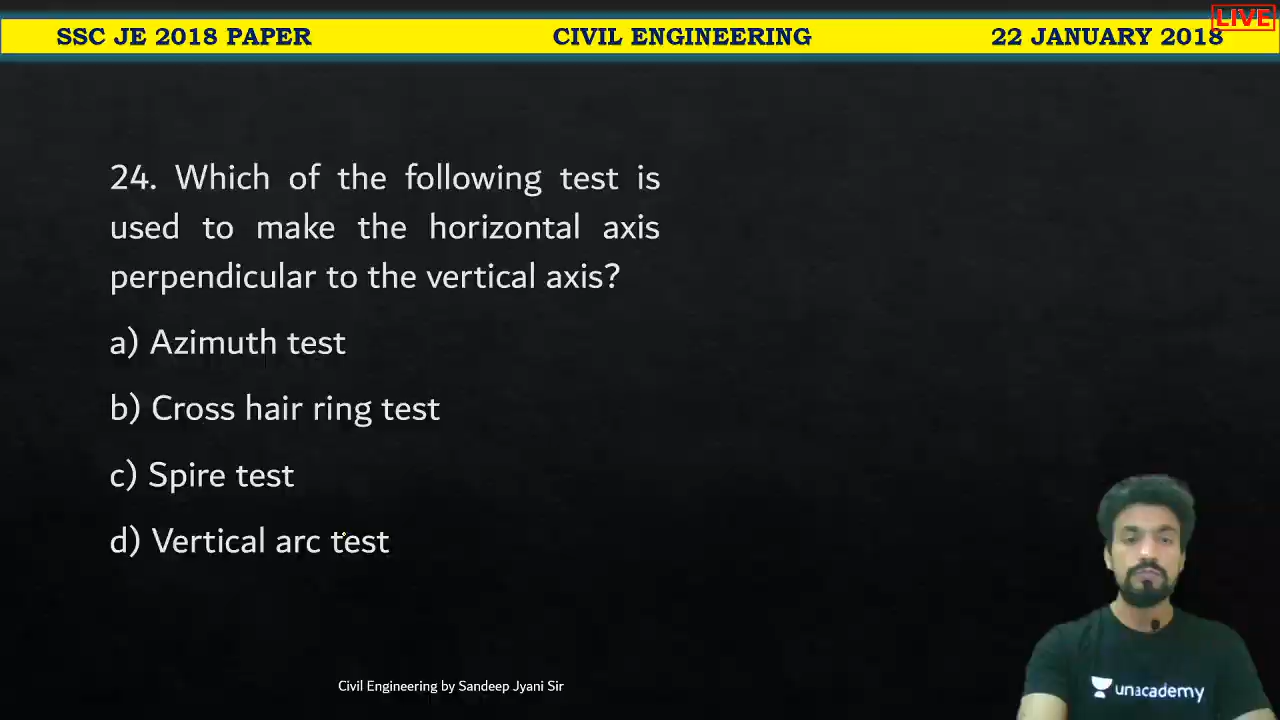 LIVE
SSC JE 2018 PAPER CIVIL ENGINEERING 22 JANUARY 2018
24. Which of the following test is
used to make the horizontal axis
perpendicular to the vertical axis?
a) Azimuth test
b) Cross hair ring test
c) Spire test
d) Vertical arc test
Civil Engineering by Sandeep Jyani Sir
unacademy